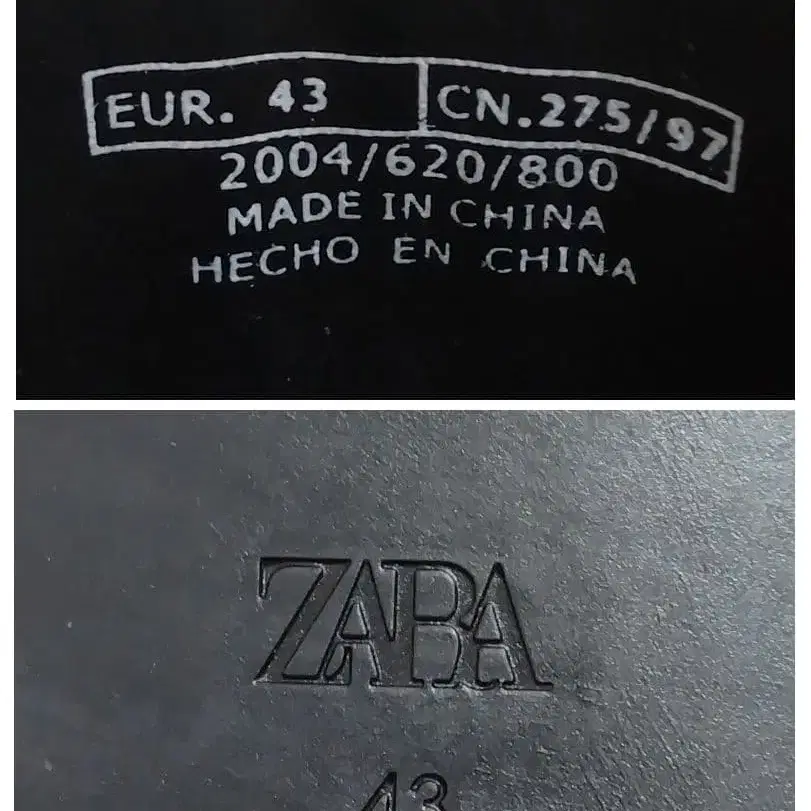 EUR. 43 CN.275/97
2004/620/800
MADE IN CHINA
HECHO EN CHINA
ZARA
43